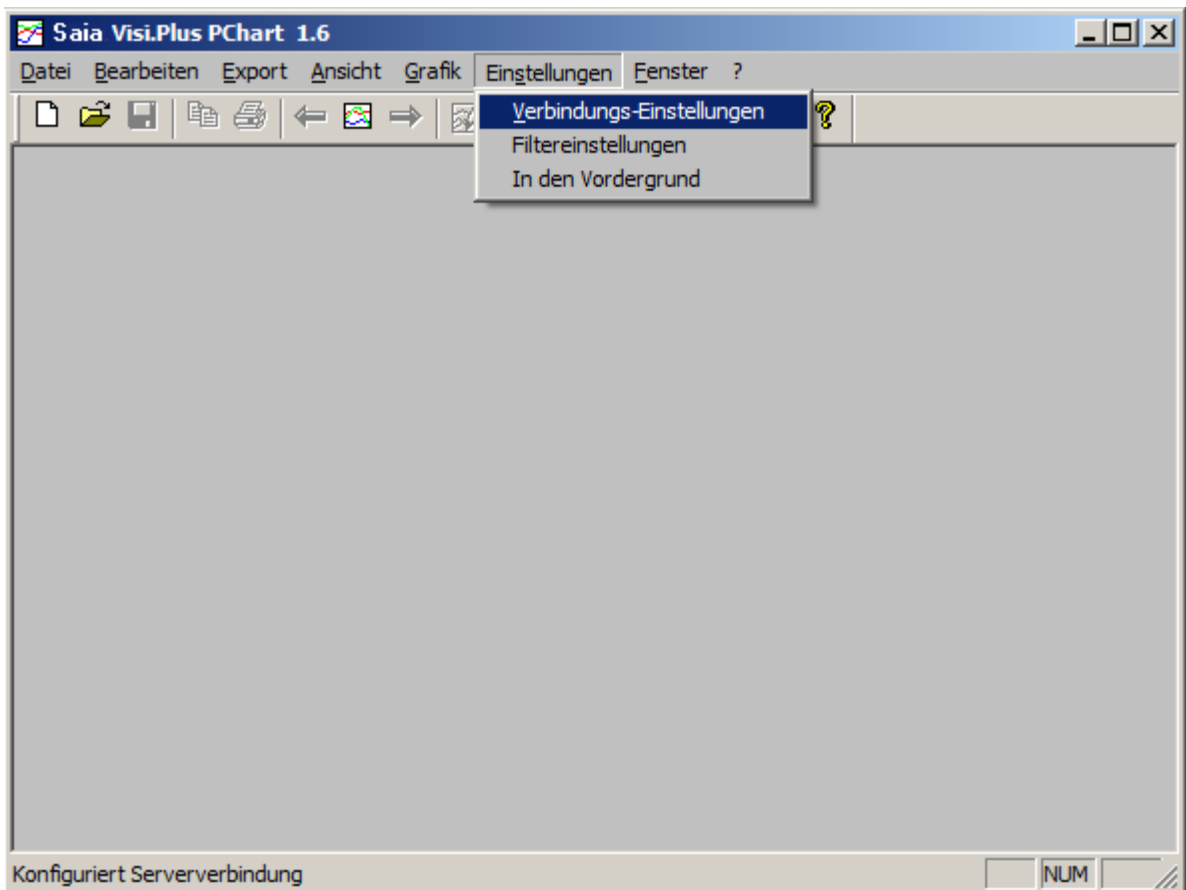 Saia Visi.Plus PChart 1.6
Datei Bearbeiten Export Ansicht Grafik Einstellungen Fenster ?
Verbindungs-Einstellungen
Filtereinstellungen
In den Vordergrund
Konfiguriert Serververbindung NUM